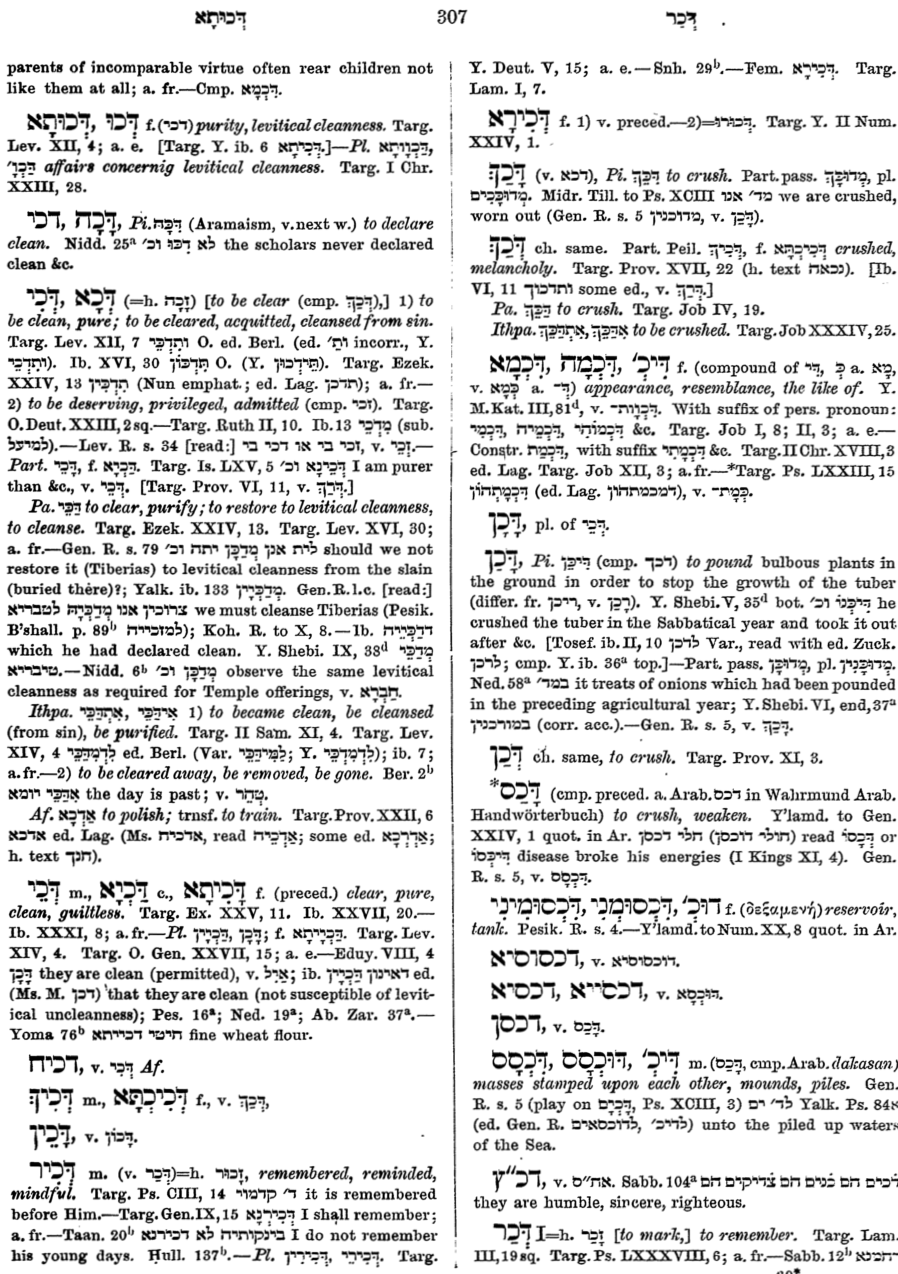 דְּכוּתָא
307
דְּכַר
parents of incomparable virtue often rear children not
like them at all; a. fr.—Cmp. דְּכְמָא.
דְּכוּ, דְּכוּתָא f. (דכי) purity, levitical cleanness. Targ.
Lev. XII, 4; a. e. [Targ. Y. ib. 6 דְּכִיתָא.]—Pl. דַּכְוָותָא,
דַּכְוָ' affairs concernig levitical cleanness. Targ. I Chr.
XXIII, 28.
דָּכָה, דכי, Pi. דִּכָּה (Aramaism, v. next w.) to declare
clean. Nidd. 25ᵃ לא דִכּוּ וכ' the scholars never declared
clean &c.
דְּכָא, דְּכִי (=h. זָכָה) [to be clear (cmp. דְּכַךְ),] 1) to
be clean, pure; to be cleared, acquitted, cleansed from sin.
Targ. Lev. XII, 7 וְתִדְכֵּי O. ed. Berl. (ed. 'וְתִ incorr., Y.
וְתִדְכֵּי). Ib. XVI, 30 תִּדְכּוּן O. (Y. תִּידְכּוּן). Targ. Ezek.
XXIV, 13 תִדְכִּין (Nun emphat.; ed. Lag. תדכן); a. fr.—
2) to be deserving, privileged, admitted (cmp. זכי). Targ.
O. Deut. XXIII, 2 sq.—Targ. Ruth II, 10. Ib. 13 מִדְכֵּי (sub.
למיעל).—Lev. R. s. 34 [read:] זכי בי או דכי בי, v. זְכֵי.—
Part. דָּכֵי, f. דַּכְיָא. Targ. Is. LXV, 5 דְּכֵינָא וכ' I am purer
than &c., v. דְּכֵי. [Targ. Prov. VI, 11, v. דְּרַךְ.]
Pa. דַּכֵּי to clear, purify; to restore to levitical cleanness,
to cleanse. Targ. Ezek. XXIV, 13. Targ. Lev. XVI, 30;
a. fr.—Gen. R. s. 79 לית אנן מְדַכָּן יתה וכ' should we not
restore it (Tiberias) to levitical cleanness from the slain
(buried there)?; Yalk. ib. 133 מְדַכָּיִין. Gen. R. l. c. [read:]
צרוכין אנו מְדַכְּיָה לטבריא we must cleanse Tiberias (Pesik.
B'shall. p. 89ᵇ למזכייה); Koh. R. to X, 8.—Ib. דְּדַכְּיֵיהּ
which he had declared clean. Y. Shebi. IX, 38ᵈ מְדַכֵּי
טיברייא.—Nidd. 6ᵇ מְדַכָּן וכ' observe the same levitical
cleanness as required for Temple offerings, v. חַבְרָא.
Ithpa. אִתְדַּכֵּי, אִידַּכֵּי 1) to became clean, be cleansed
(from sin), be purified. Targ. II Sam. XI, 4. Targ. Lev.
XIV, 4 לִדְמִדַּכֵּי ed. Berl. (Var. לְמִידַּכֵּי; Y. לִדְמִדְכֵּי); ib. 7;
a. fr.—2) to be cleared away, be removed, be gone. Ber. 2ᵇ
אִדַּכֵּי יומא the day is past; v. טְהַר.
Af. אַדְכָּא to polish; trnsf. to train. Targ. Prov. XXII, 6
אדכא ed. Lag. (Ms. אדכית, read אַדְכֵּיהּ; some ed. אַדְרְכָא;
h. text חנך).
דְּכֵי m., דַּכְיָא c., דְּכִיתָא f. (preced.) clear, pure,
clean, guiltless. Targ. Ex. XXV, 11. Ib. XXVII, 20.—
Ib. XXXI, 8; a. fr.—Pl. דָּכָן, דַּכְיָין; f. דַּכְיָיתָא. Targ. Lev.
XIV, 4. Targ. O. Gen. XXVII, 15; a. e.—Eduy. VIII, 4
דָּכָן they are clean (permitted), v. אַיִל; ib. דאינון דַּכְיָין ed.
(Ms. M. דכן) that they are clean (not susceptible of levit-
ical uncleanness); Pes. 16ᵃ; Ned. 19ᵃ; Ab. Zar. 37ᵃ.—
Yoma 76ᵇ חיטי דכייתא fine wheat flour.
דכיח, v. דְּכֵי Af.
דְּכִיךְ m., דְּכִיכְתָּא f., v. דְּכַךְ,
דָּכֵין, v. דָּכוֹן.
דְּכִיר m. (v. דְּכַר)=h. זָכוּר, remembered, reminded,
mindful. Targ. Ps. CIII, 14 ד' קדמוי it is remembered
before Him.—Targ. Gen. IX, 15 דְּכִירְנָא I shall remember;
a. fr.—Taan. 20ᵇ בינקותיה לא דכירנא I do not remember
his young days. Ḥull. 137ᵇ.—Pl. דְּכִירֵי, דְּכִירִין. Targ.
Y. Deut. V, 15; a. e.—Snh. 29ᵇ.—Fem. דְּכִירָא. Targ.
Lam. I, 7.
דְּכִירָא f. 1) v. preced.—2)=דְּכוּרוּ. Targ. Y. II Num.
XXIV, 1.
דָּכַךְ (v. דכא), Pi. דִּכֵּךְ to crush. Part. pass. מְדוּכָּךְ, pl.
מְדוּכָּכִים. Midr. Till. to Ps. XCIII מד' אנו we are crushed,
worn out (Gen. R. s. 5 מדוכנין, v. דָּכַן).
דְּכַךְ ch. same. Part. Peil. דְּכִיךְ, f. דְּכִיכְתָּא crushed,
melancholy. Targ. Prov. XVII, 22 (h. text נכאה). [Ib.
VI, 11 ותדכוך some ed., v. דְּרַךְ.]
Pa. דַּכֵּךְ to crush. Targ. Job IV, 19.
Ithpa. אִתְדַּכַּךְ, אִדַּכַּךְ to be crushed. Targ. Job XXXIV, 25.
דְּכְמָא, דְּכְמָה, דִּיכְ' f. (compound of דִּי, כְּ a. מָא,
v. כְּמָא a. דִּ־) appearance, resemblance, the like of. Y.
M. Kat. III, 81ᵈ, v. דִּכְוָות־. With suffix of pers. pronoun:
דִּכְמוֹהִי, דִּכְמֵיהּ, דִּכְמִי &c. Targ. Job I, 8; II, 3; a. e.—
Constr. דִּכְמַת, with suffix דִּכְמָתִי &c. Targ. II Chr. XVIII, 3
ed. Lag. Targ. Job XII, 3; a. fr.—*Targ. Ps. LXXIII, 15
דִּכְמָתְהוֹן (ed. Lag. דמכמתהון), v. כְּמָת־.
דָּכָן, pl. of דְּכֵי.
דָּכַן, Pi. דִּיכֵּן (cmp. דכך) to pound bulbous plants in
the ground in order to stop the growth of the tuber
(differ. fr. ריכן, v. רָכַן). Y. Shebi. V, 35ᵈ bot. דִּיכְּנוֹ וכ' he
crushed the tuber in the Sabbatical year and took it out
after &c. [Tosef. ib. II, 10 לדכן Var., read with ed. Zuck.
לרכן; cmp. Y. ib. 36ᵃ top.]—Part. pass. מְדוּכָּן, pl. מְדוּכָּנִין.
Ned. 58ᵃ במד' it treats of onions which had been pounded
in the preceding agricultural year; Y. Shebi. VI, end, 37ᵃ
במורכנין (corr. acc.).—Gen. R. s. 5, v. דָּכַךְ.
דְּכַן ch. same, to crush. Targ. Prov. XI, 3.
*דָּכַס (cmp. preced. a. Arab. דכס in Wahrmund Arab.
Handwörterbuch) to crush, weaken. Y'lamd. to Gen.
XXIV, 1 quot. in Ar. חלי דכסן (חולי דוכסן) read דְּכָסוֹ or
דִּיכְּסוֹ disease broke his energies (I Kings XI, 4). Gen.
R. s. 5, v. דִּכְסָס.
דִּכְסוּמִינִי, דִּכְסוּמְנִי, דּוּכְ' f. (δεξαμενή) reservoir,
tank. Pesik. R. s. 4.—Y'lamd. to Num. XX, 8 quot. in Ar.
דכסוסיא, v. דוכסוסיא.
דכסייא, דכסיא, v. דּוּכְסָא.
דכסן, v. דָּכַס.
דִּכְסָס, דּוּכְסָס, דִּיכְ' m. (דָּכַס, cmp. Arab. dakasan)
masses stamped upon each other, mounds, piles. Gen.
R. s. 5 (play on דָּכְיָם, Ps. XCIII, 3) לד' ים Yalk. Ps. 848
(ed. Gen. R. לדוכסאים, לדיכ') unto the piled up waters
of the Sea.
דכ"ץ, v. אח"ס. Sabb. 104ᵃ דכים הם כנים הם צדיקים הם
they are humble, sincere, righteous.
דְּכַר I=h. זָכַר [to mark,] to remember. Targ. Lam.
III, 19 sq. Targ. Ps. LXXXVIII, 6; a. fr.—Sabb. 12ᵇ רחמנא